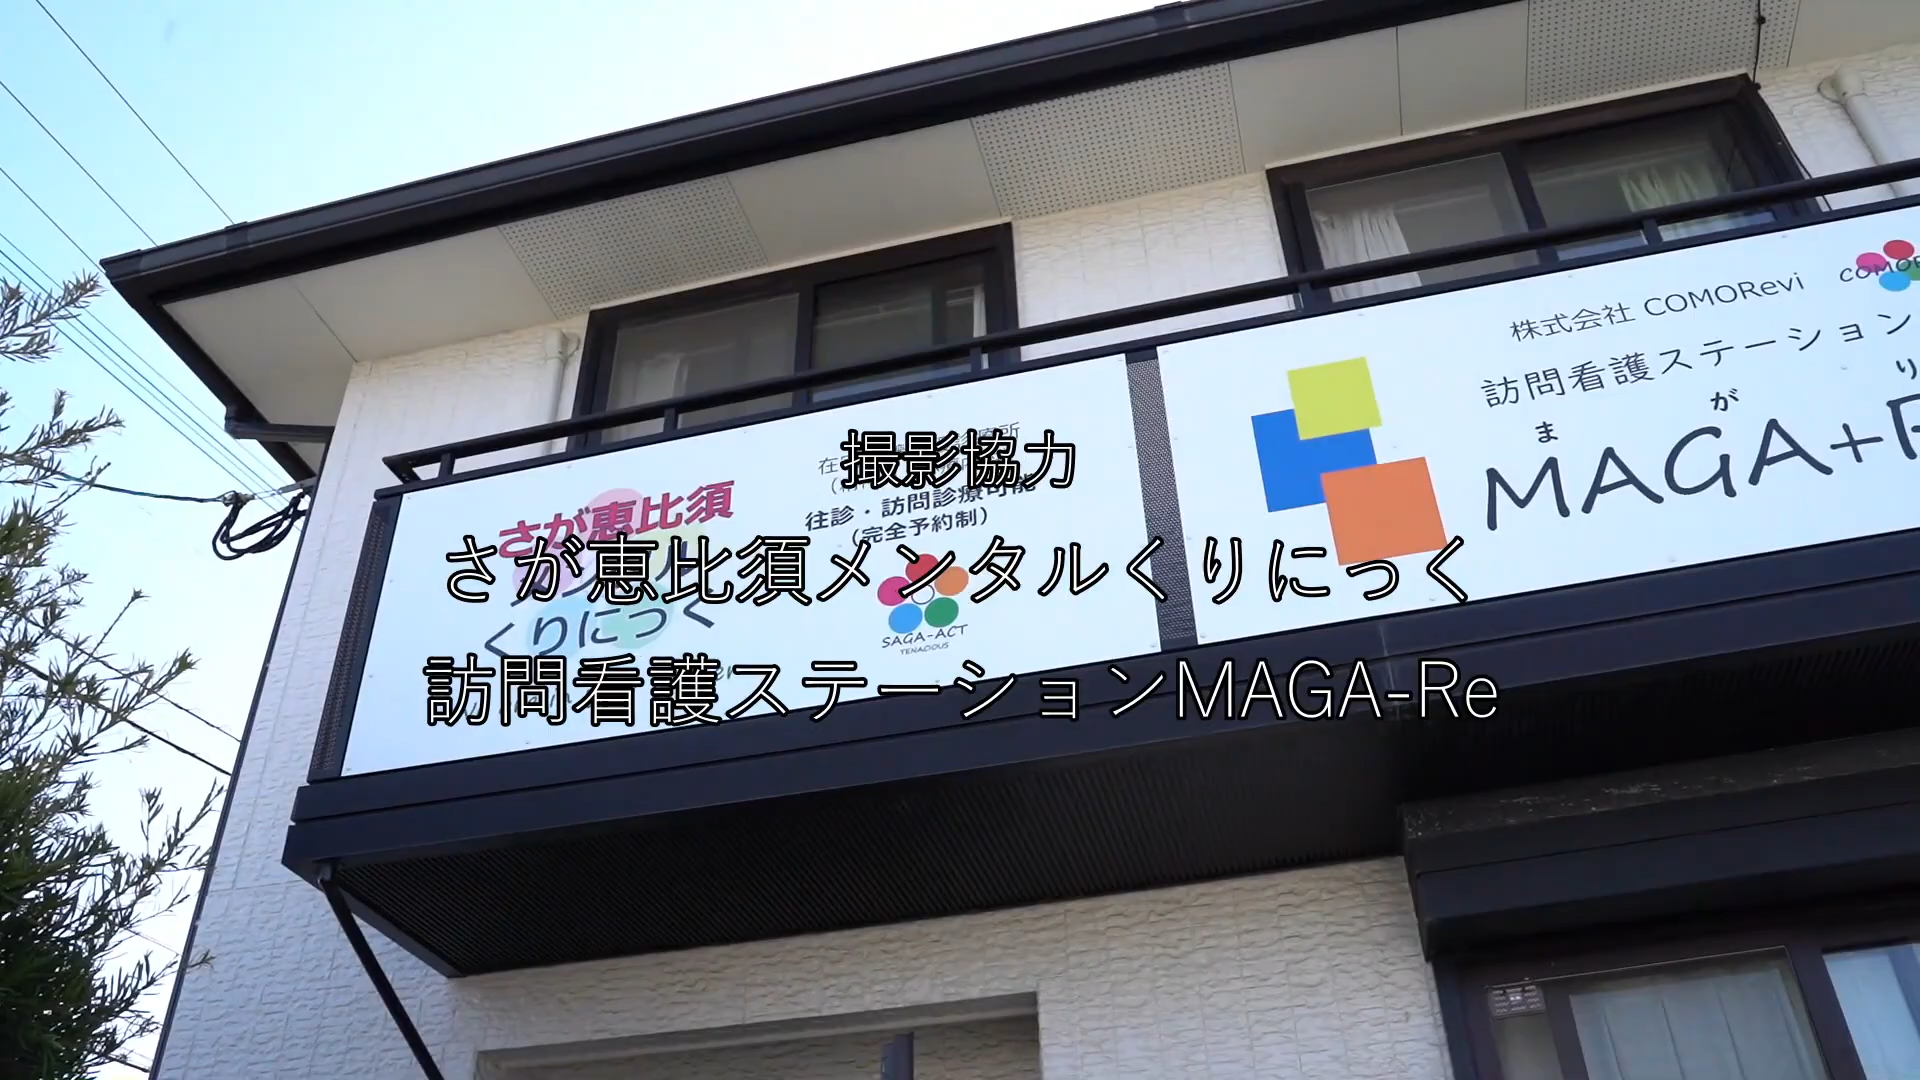 撮影協力
さが恵比須メンタルくりにっく
訪問看護ステーションMAGA-Re
さが恵比須
くりにっく
往診・訪問診療可能
(完全予約制)
SAGA-ACT
TENACIOUS
株式会社 COMORevi
訪問看護ステーション
ま が り
MAGA+R